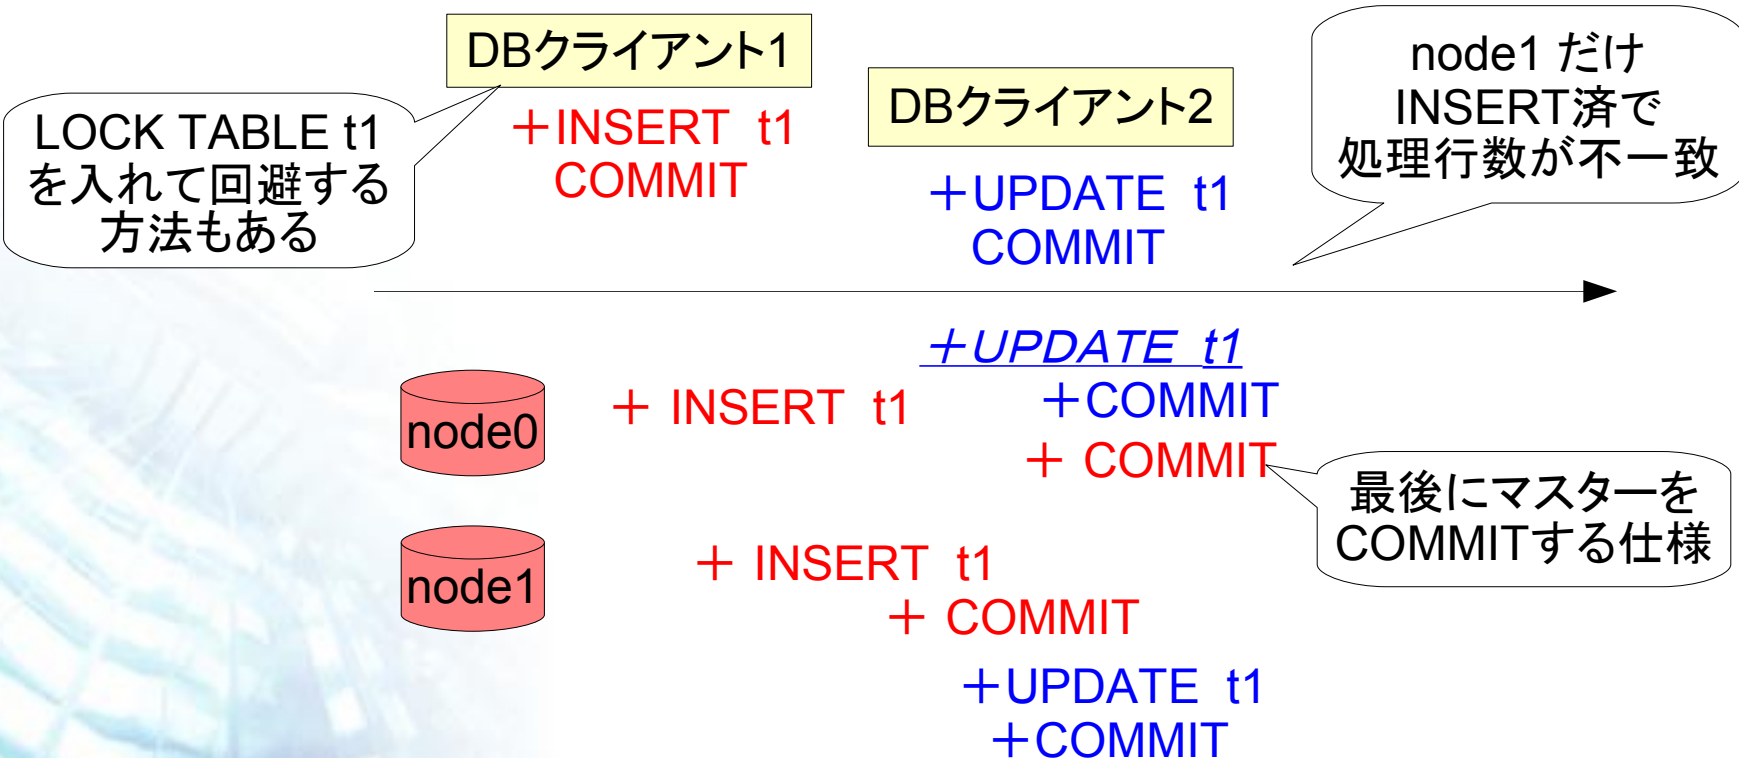 DBクライアント1
LOCK TABLE t1
を入れて回避する
方法もある
＋INSERT t1
COMMIT
DBクライアント2
＋UPDATE t1
COMMIT
node1 だけ
INSERT済で
処理行数が不一致
＋UPDATE t1
node0
＋ INSERT t1
＋COMMIT
＋ COMMIT
最後にマスターを
COMMITする仕様
node1
＋ INSERT t1
＋ COMMIT
＋UPDATE t1
＋COMMIT